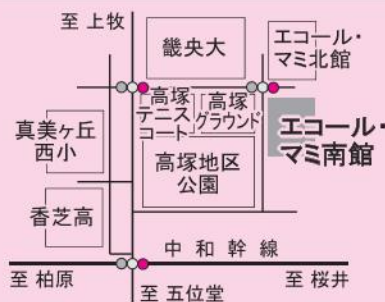 至 上牧
畿央大
エコール・
マミ北館
高塚
テニス
コート
高塚
グラウンド
エコール・
マミ南館
真美ヶ丘
西小
高塚地区
公園
香芝高
中和幹線
至 柏原
至 五位堂
至 桜井